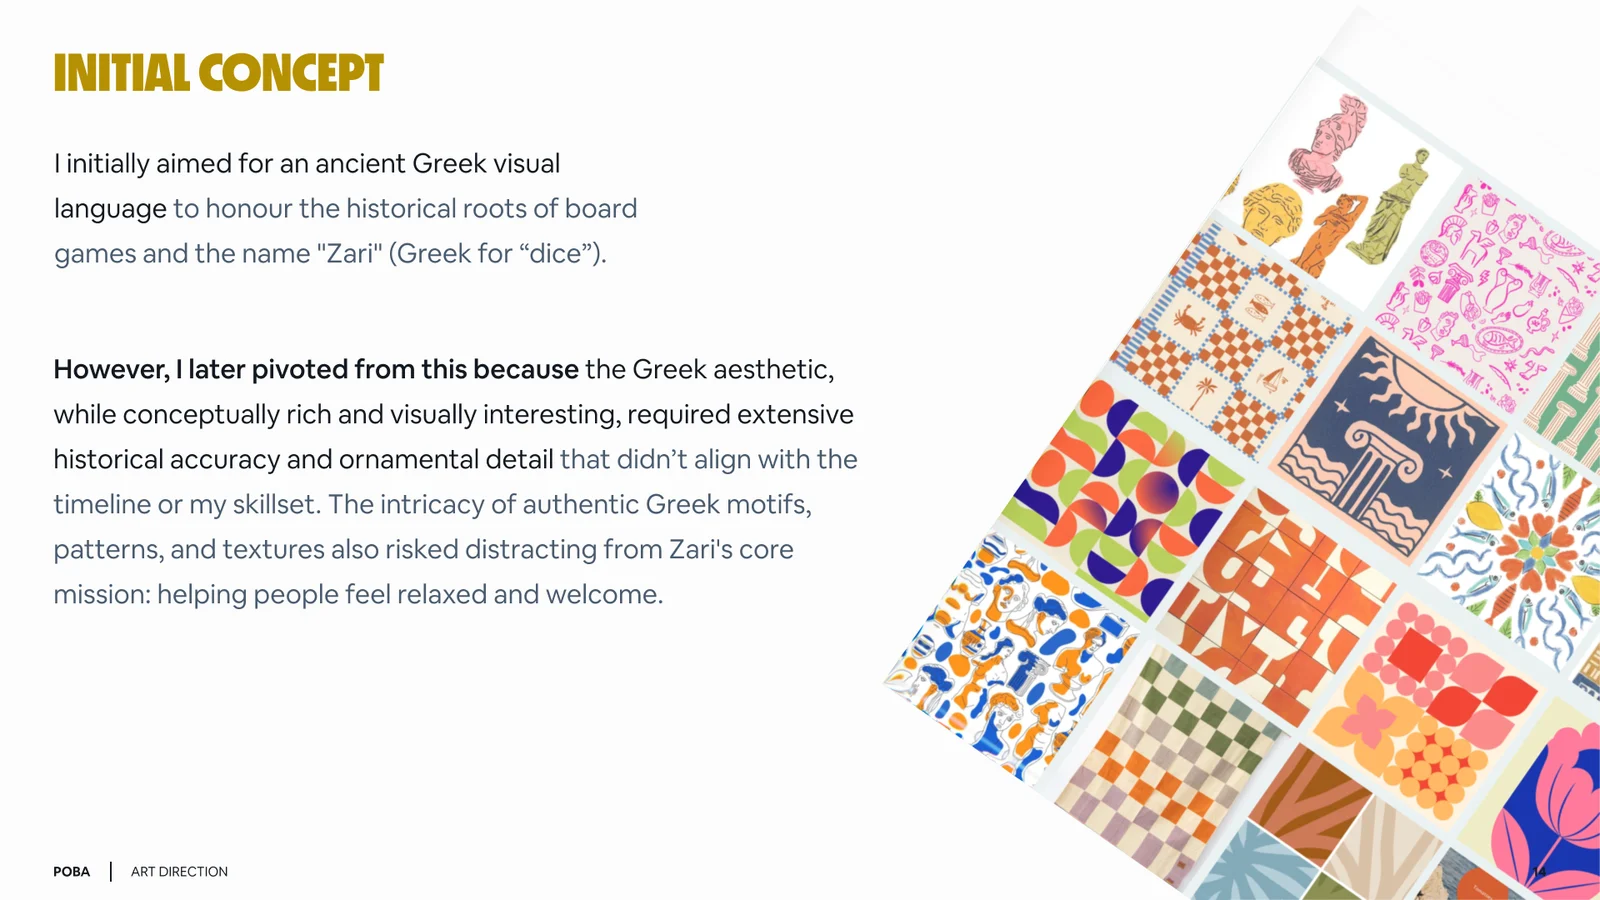 INITIAL CONCEPT
I initially aimed for an ancient Greek visual
language to honour the historical roots of board
games and the name "Zari" (Greek for “dice”).
However, I later pivoted from this because the Greek aesthetic,
while conceptually rich and visually interesting, required extensive
historical accuracy and ornamental detail that didn’t align with the
timeline or my skillset. The intricacy of authentic Greek motifs,
patterns, and textures also risked distracting from Zari's core
mission: helping people feel relaxed and welcome.
POBA | ART DIRECTION
14